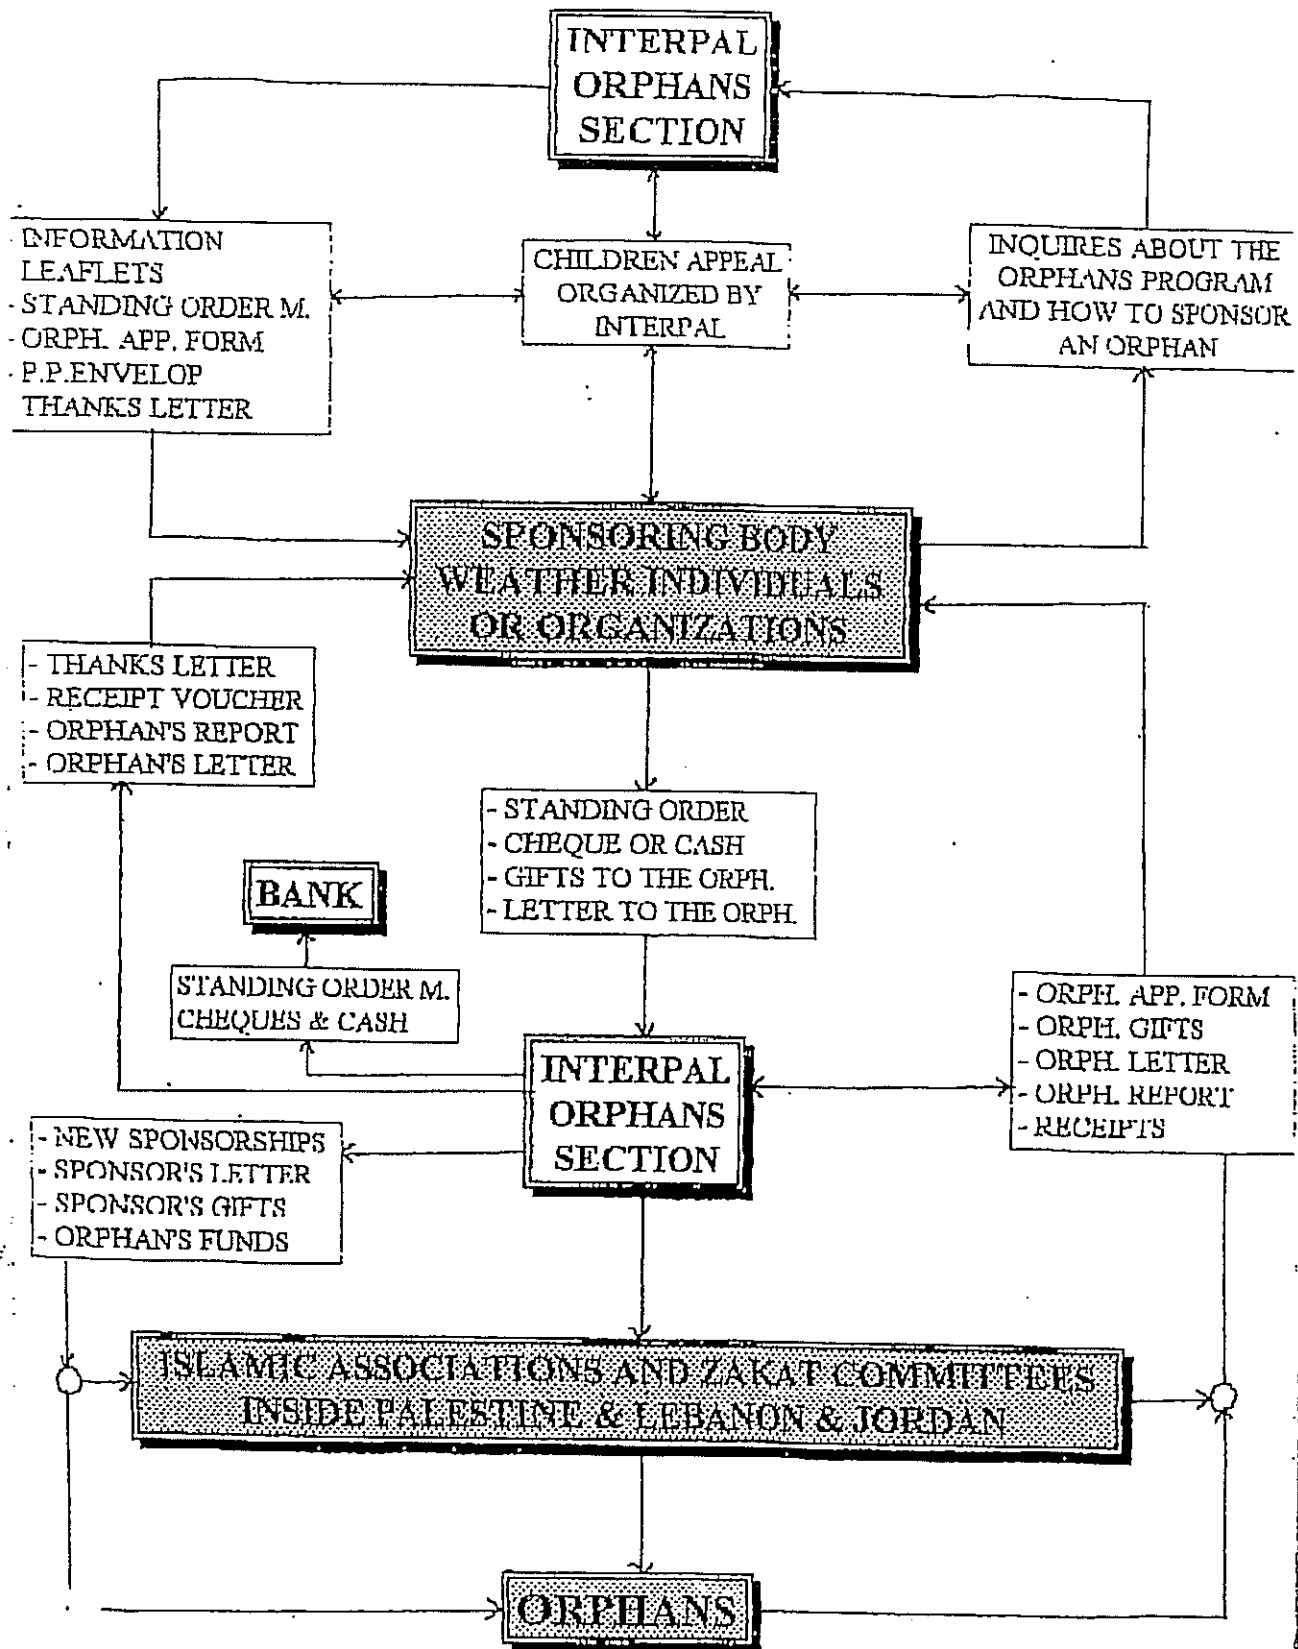 INTERPAL
ORPHANS
SECTION
- INFORMATION
LEAFLETS
- STANDING ORDER M.
- ORPH. APP. FORM
- P.P.ENVELOP
THANKS LETTER
CHILDREN APPEAL
ORGANIZED BY
INTERPAL
INQUIRES ABOUT THE
ORPHANS PROGRAM
AND HOW TO SPONSOR
AN ORPHAN
SPONSORING BODY
WEATHER INDIVIDUALS
OR ORGANIZATIONS
- THANKS LETTER
- RECEIPT VOUCHER
- ORPHAN'S REPORT
- ORPHAN'S LETTER
- STANDING ORDER
- CHEQUE OR CASH
- GIFTS TO THE ORPH.
- LETTER TO THE ORPH.
BANK
STANDING ORDER M.
CHEQUES & CASH
INTERPAL
ORPHANS
SECTION
- ORPH. APP. FORM
- ORPH. GIFTS
- ORPH. LETTER
- ORPH. REPORT
- RECEIPTS
- NEW SPONSORSHIPS
- SPONSOR'S LETTER
- SPONSOR'S GIFTS
- ORPHAN'S FUNDS
ISLAMIC ASSOCIATIONS AND ZAKAT COMMITTEES
INSIDE PALESTINE & LEBANON & JORDAN
ORPHANS